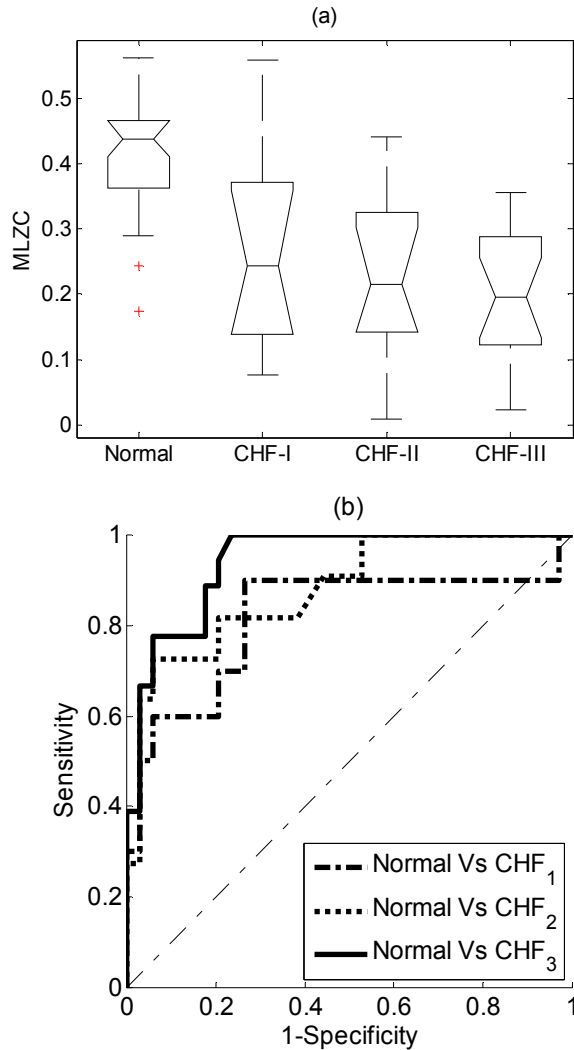 (a)
MLZC
0.5
0.4
0.3
0.2
0.1
0
Normal CHF-I CHF-II CHF-III
(b)
Sensitivity
1
0.8
0.6
0.4
0.2
0
Normal Vs CHF1
Normal Vs CHF2
Normal Vs CHF3
0 0.2 0.4 0.6 0.8 1
1-Specificity